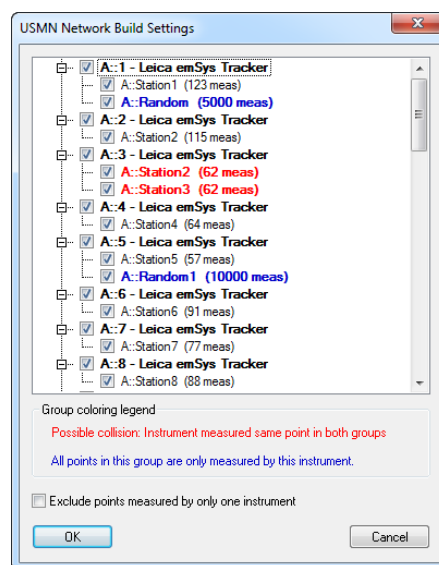 USMN Network Build Settings
A::1 - Leica emSys Tracker
A::Station1 (123 meas)
A::Random (5000 meas)
A::2 - Leica emSys Tracker
A::Station2 (115 meas)
A::3 - Leica emSys Tracker
A::Station2 (62 meas)
A::Station3 (62 meas)
A::4 - Leica emSys Tracker
A::Station4 (64 meas)
A::5 - Leica emSys Tracker
A::Station5 (57 meas)
A::Random1 (10000 meas)
A::6 - Leica emSys Tracker
A::Station6 (91 meas)
A::7 - Leica emSys Tracker
A::Station7 (77 meas)
A::8 - Leica emSys Tracker
A::Station8 (88 meas)
Group coloring legend
Possible collision: Instrument measured same point in both groups
All points in this group are only measured by this instrument.
Exclude points measured by only one instrument
OK
Cancel